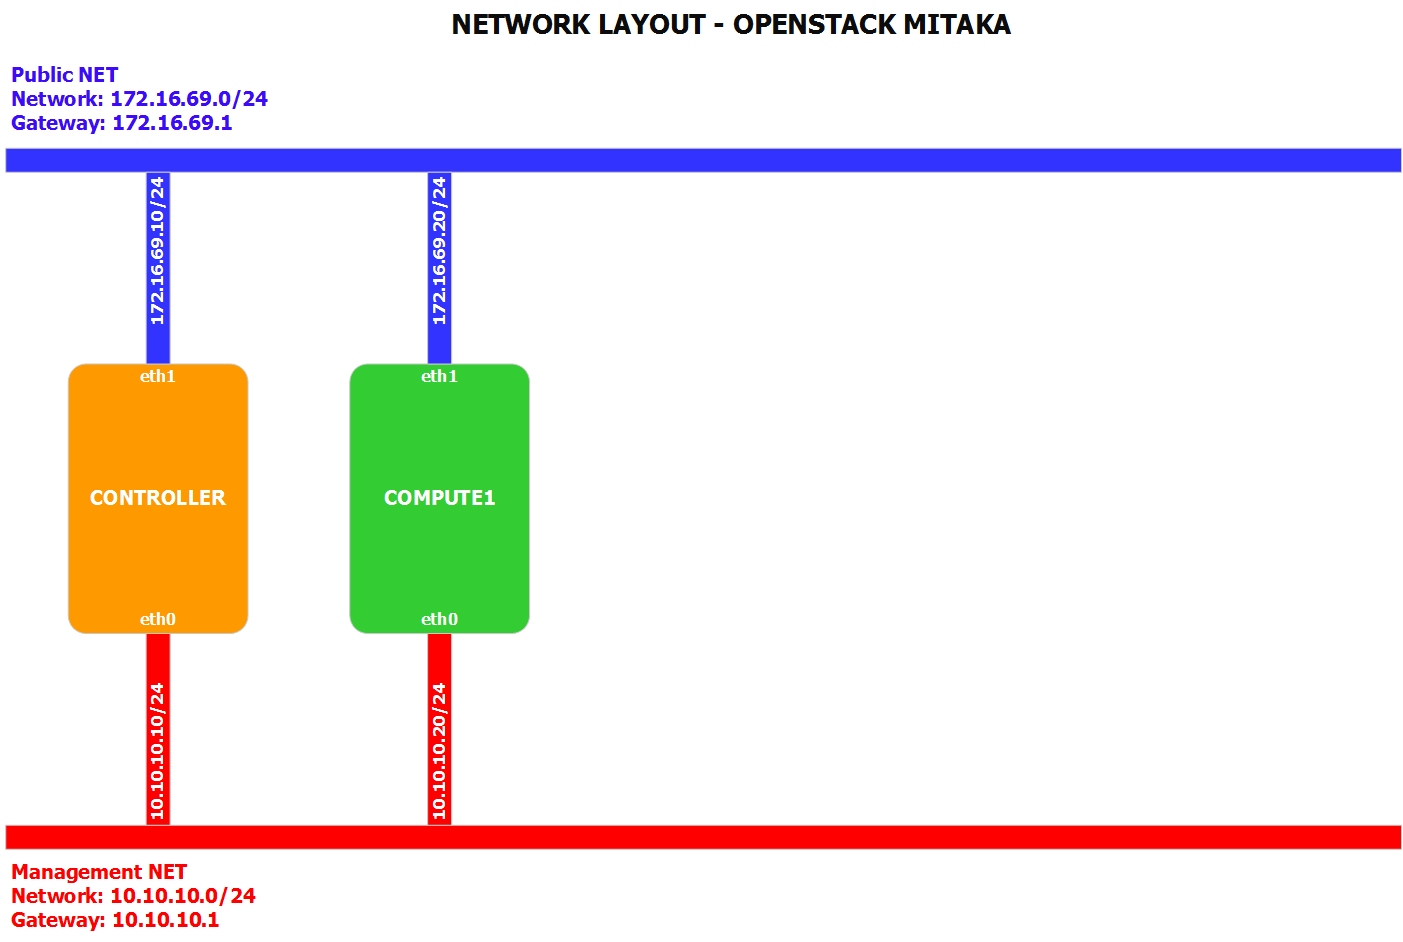 NETWORK LAYOUT - OPENSTACK MITAKA
Public NET
Network: 172.16.69.0/24
Gateway: 172.16.69.1
172.16.69.10/24
172.16.69.20/24
eth1
eth1
CONTROLLER
COMPUTE1
eth0
eth0
10.10.10.10/24
10.10.10.20/24
Management NET
Network: 10.10.10.0/24
Gateway: 10.10.10.1